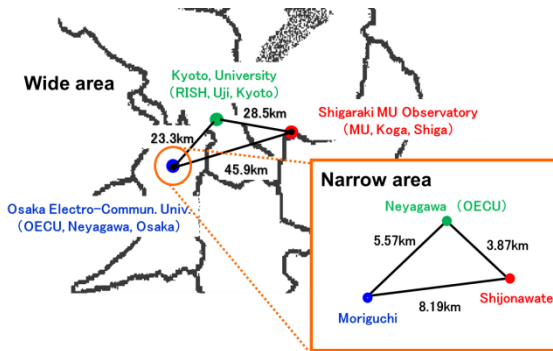 Wide area
Kyoto, University
(RISH, Uji, Kyoto)
28.5km
Shigaraki MU Observatory
(MU, Koga, Shiga)
23.3km
45.9km
Osaka Electro-Commun. Univ.
(OECU, Neyagawa, Osaka)
Narrow area
Neyagawa (OECU)
5.57km
3.87km
Shijonawate
8.19km
Moriguchi